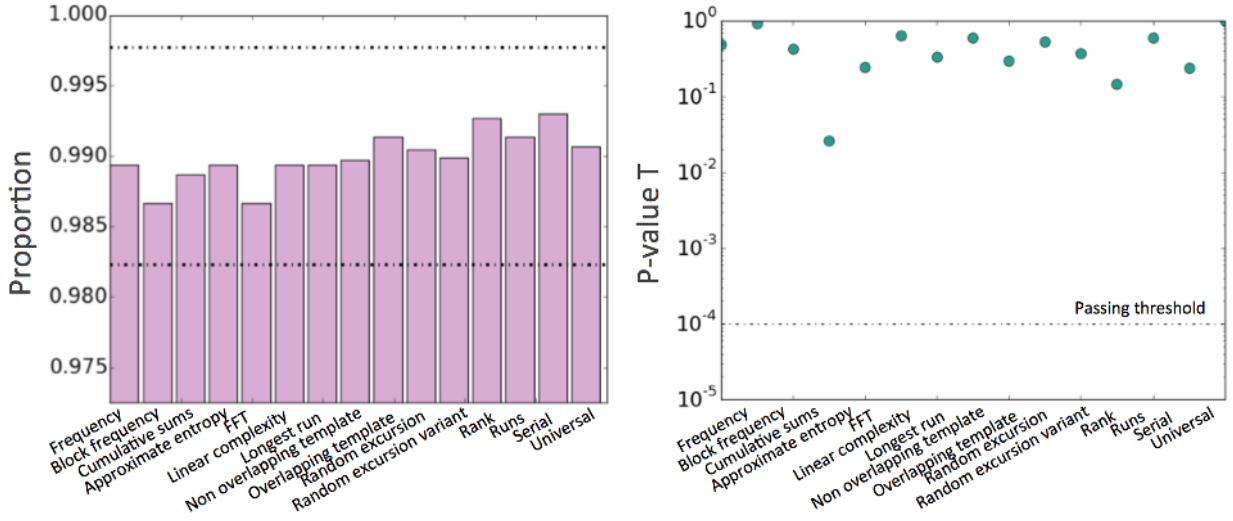 Proportion
1.000
0.995
0.990
0.985
0.980
0.975
Frequency
Block frequency
Cumulative sums
Approximate entropy
FFT
Linear complexity
Longest run
Non overlapping template
Overlapping template
Random excursion
Random excursion variant
Rank
Runs
Serial
Universal
P-value T
10^0
10^-1
10^-2
10^-3
10^-4
10^-5
Passing threshold
Frequency
Block frequency
Cumulative sums
Approximate entropy
FFT
Linear complexity
Longest run
Non overlapping template
Overlapping template
Random excursion
Random excursion variant
Rank
Runs
Serial
Universal